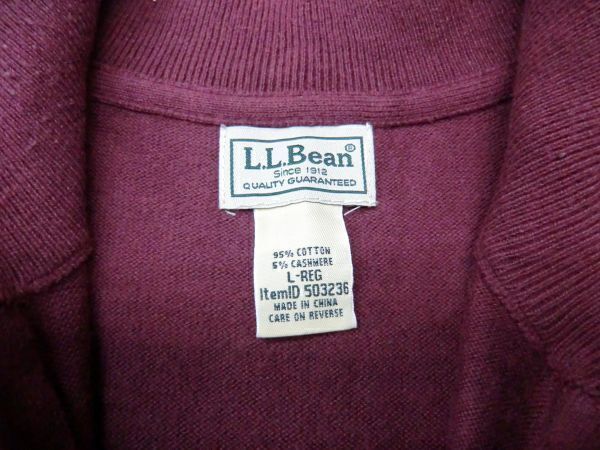 L.L.Bean®
Since 1912
QUALITY GUARANTEED
95% COTTON
5% CASHMERE
L-REG
ItemID 503236
MADE IN CHINA
CARE ON REVERSE